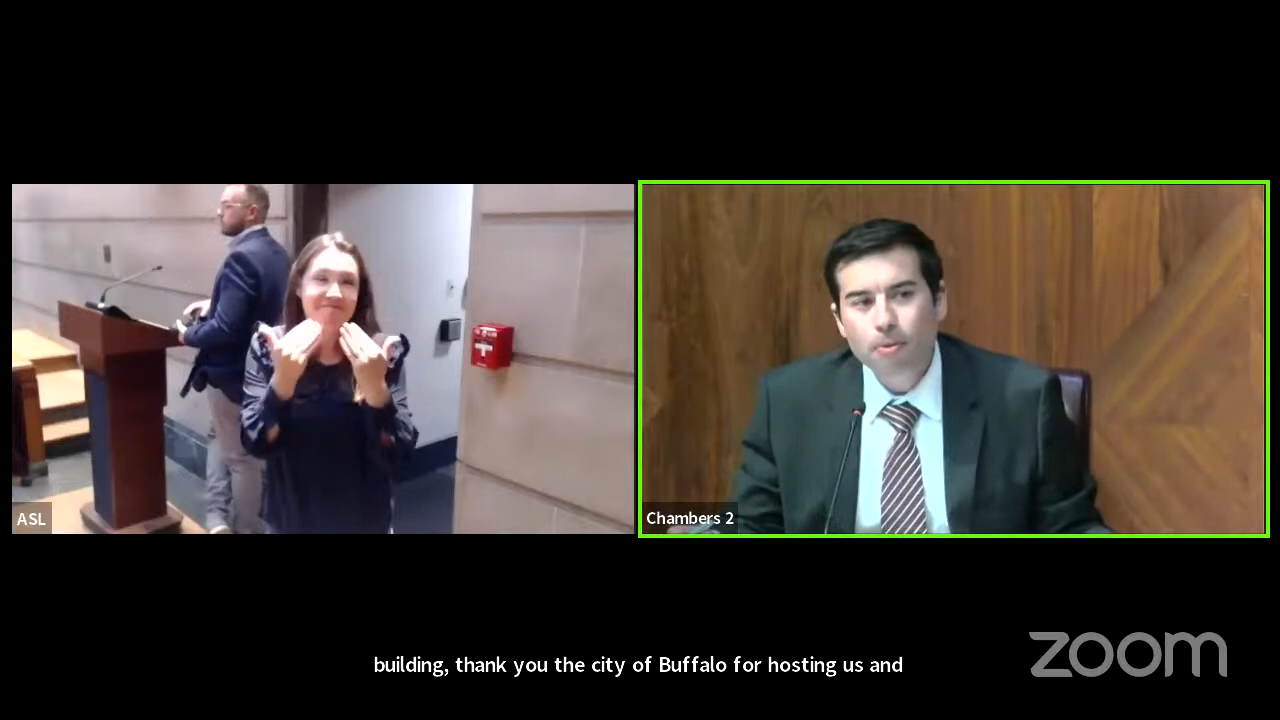 ASL
Chambers 2
building, thank you the city of Buffalo for hosting us and
zoom